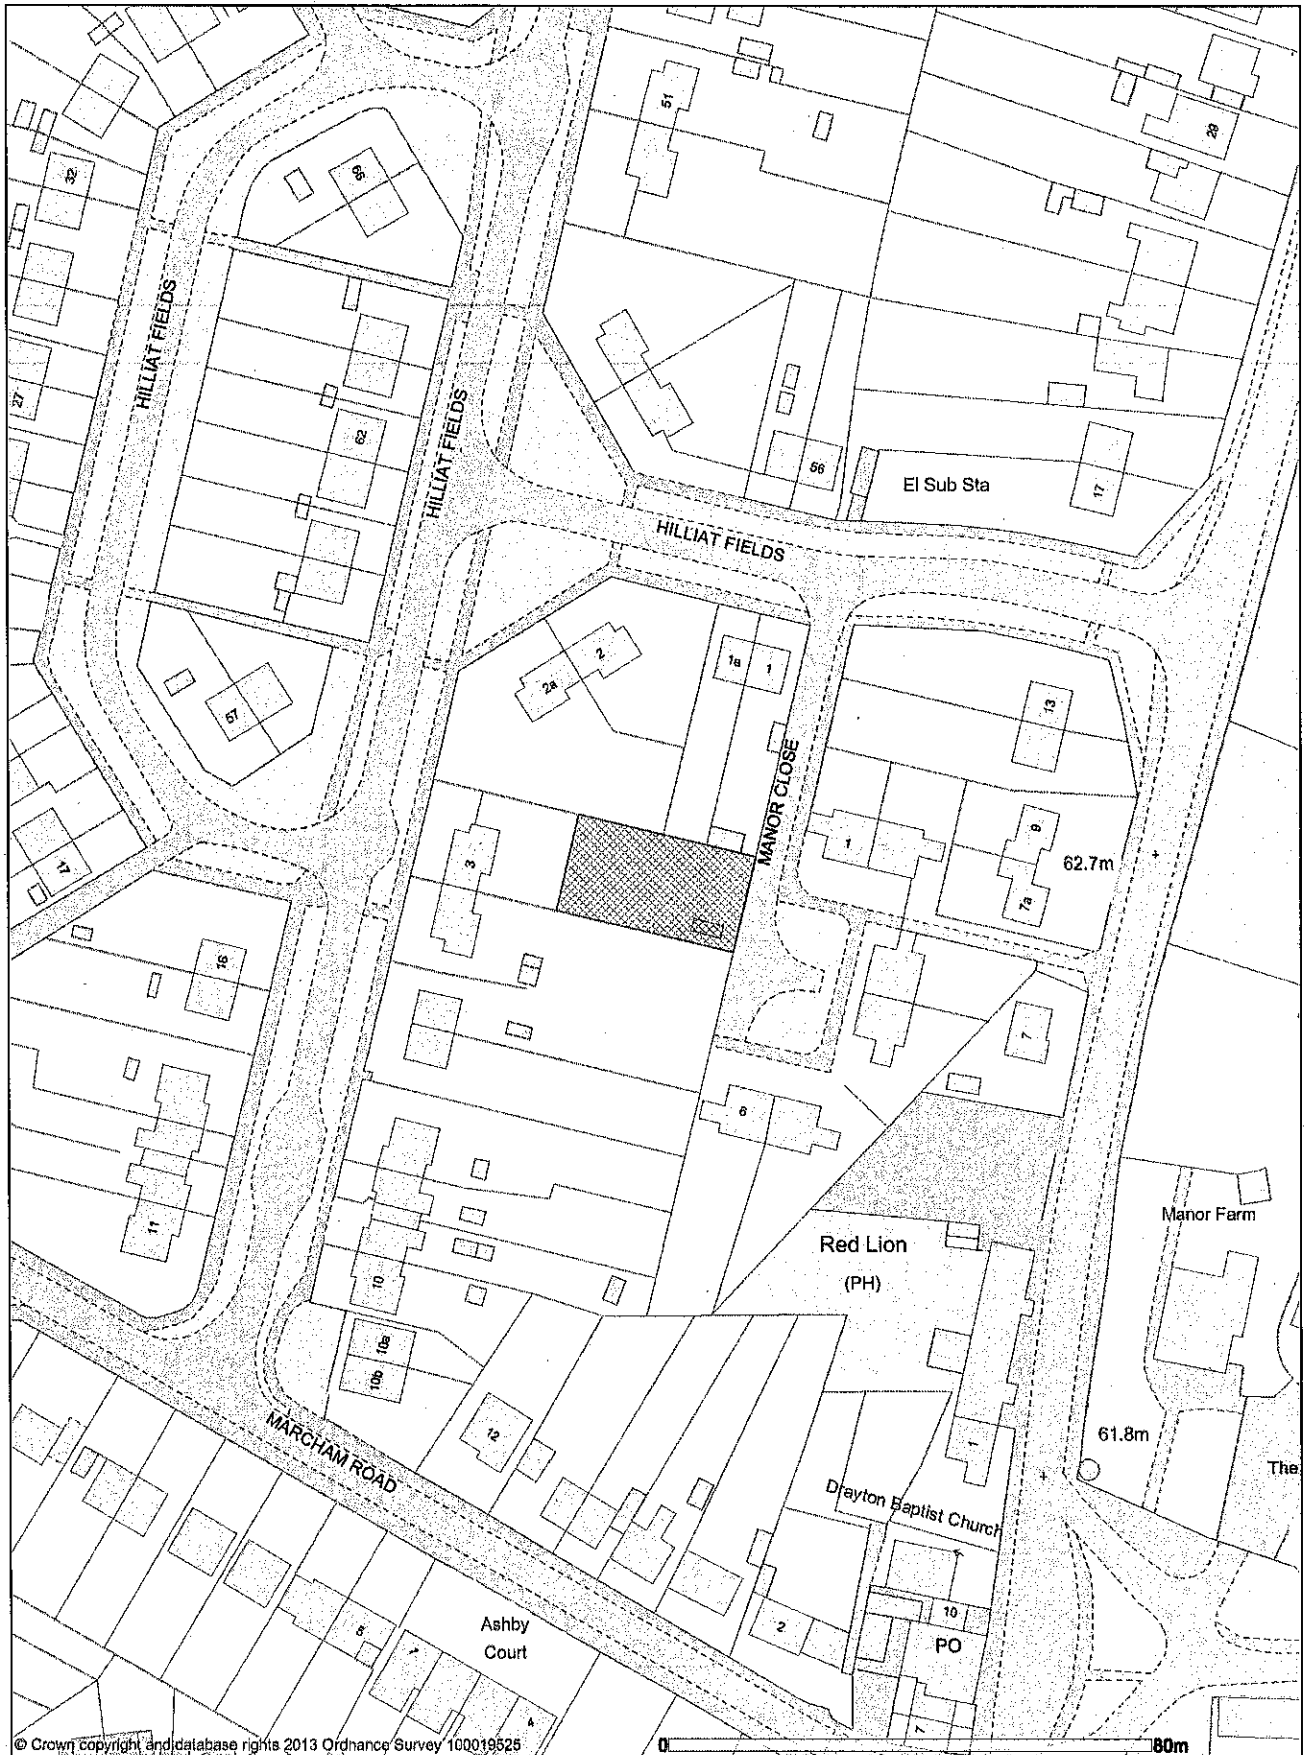 51
29
32
66
HILLIAT FIELDS
27
HILLIAT FIELDS
62
56
El Sub Sta
17
HILLIAT FIELDS
2
1a
1
2a
13
57
MANOR CLOSE
1
9
62.7m
3
17
7a
16
7
6
Manor Farm
Red Lion
(PH)
11
10
10a
10b
12
MARCHAM ROAD
1
61.8m
The
Drayton Baptist Church
10
2
PO
Ashby
Court
4
7
© Crown copyright and database rights 2013 Ordnance Survey 100019525
0
80m